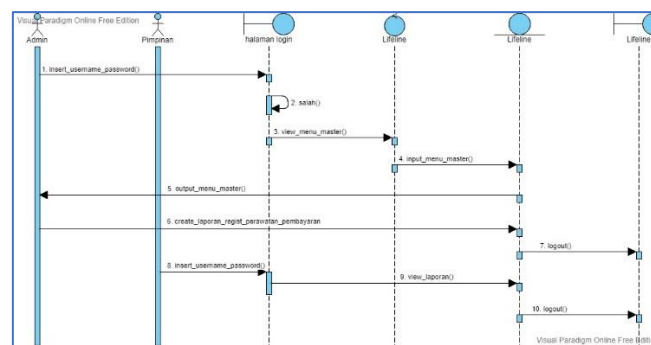 Visual Paradigm Online Free Edition
Admin
Pimpinan
halaman login
Lifeline
Lifeline
Lifeline
1. insert_username_password()
2. salah()
3. view_menu_master()
4. input_menu_master()
5. output_menu_master()
6. create_laporan_regist_perawatan_pembayaran
7. logout()
8. insert_username_password()
9. view_laporan()
10. logout()
Visual Paradigm Online Free Editi